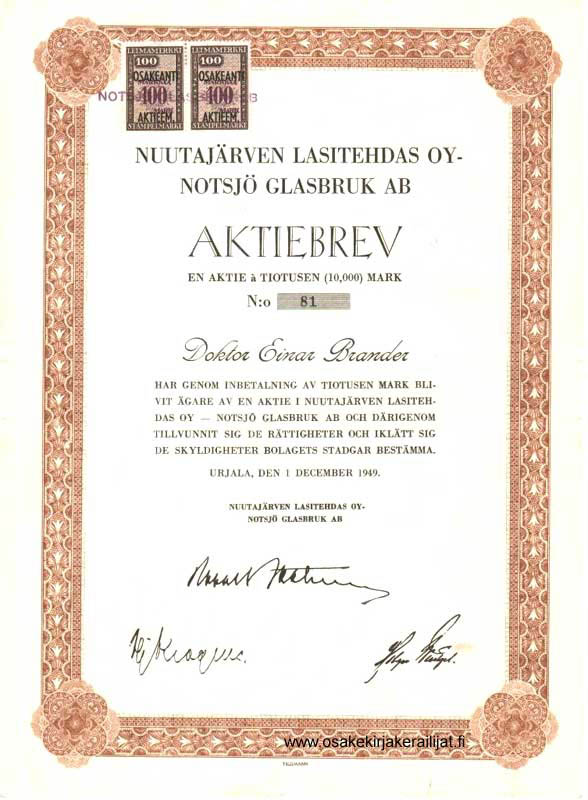 LEIMAMERKKI LEIMAMERKKI
100 100
OSAKEANTI OSAKEANTI
100 100
AKTIEEM. AKTIEEM.
STÄMPELMÄRKE STÄMPELMÄRKE
NUUTAJÄRVEN LASITEHDAS OY-
NOTSJÖ GLASBRUK AB
AKTIEBREV
EN AKTIE à TIOTUSEN (10,000) MARK
N:o 81
Doktor Einar Brander
HAR GENOM INBETALNING AV TIOTUSEN MARK BLI-
VIT ÄGARE AV EN AKTIE I NUUTAJÄRVEN LASITEH-
DAS OY — NOTSJÖ GLASBRUK AB OCH DÄRIGENOM
TILLVUNNIT SIG DE RÄTTIGHETER OCH IKLÄTT SIG
DE SKYLDIGHETER BOLAGETS STADGAR BESTÄMMA.
URJALA, DEN 1 DECEMBER 1949.
NUUTAJÄRVEN LASITEHDAS OY-
NOTSJÖ GLASBRUK AB
www.osakekirjakerailijat.fi
TILGMANN